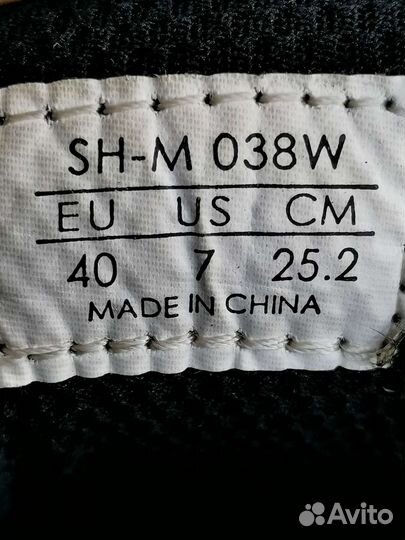 SH-M 038W
EU US CM
40 7 25.2
MADE IN CHINA
Avito